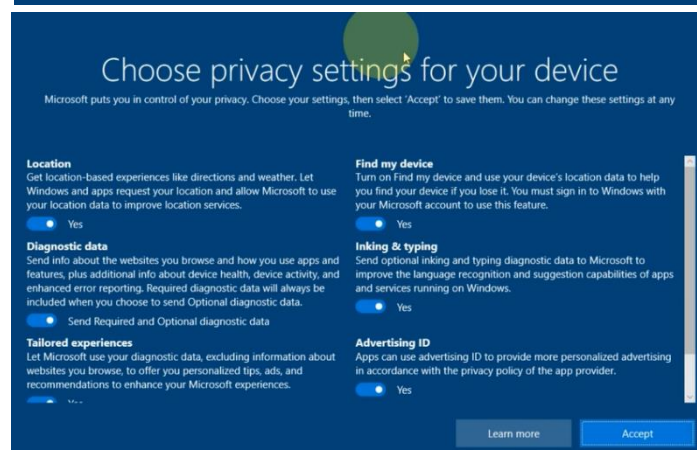 Choose privacy settings for your device
Microsoft puts you in control of your privacy. Choose your settings, then select 'Accept' to save them. You can change these settings at any
time.
Location
Get location-based experiences like directions and weather. Let
Windows and apps request your location and allow Microsoft to use
your location data to improve location services.
Yes
Diagnostic data
Send info about the websites you browse and how you use apps and
features, plus additional info about device health, device activity, and
enhanced error reporting. Required diagnostic data will always be
included when you choose to send Optional diagnostic data.
Send Required and Optional diagnostic data
Tailored experiences
Let Microsoft use your diagnostic data, excluding information about
websites you browse, to offer you personalized tips, ads, and
recommendations to enhance your Microsoft experiences.
Find my device
Turn on Find my device and use your device's location data to help
you find your device if you lose it. You must sign in to Windows with
your Microsoft account to use this feature.
Yes
Inking & typing
Send optional inking and typing diagnostic data to Microsoft to
improve the language recognition and suggestion capabilities of apps
and services running on Windows.
Yes
Advertising ID
Apps can use advertising ID to provide more personalized advertising
in accordance with the privacy policy of the app provider.
Yes
Learn more
Accept